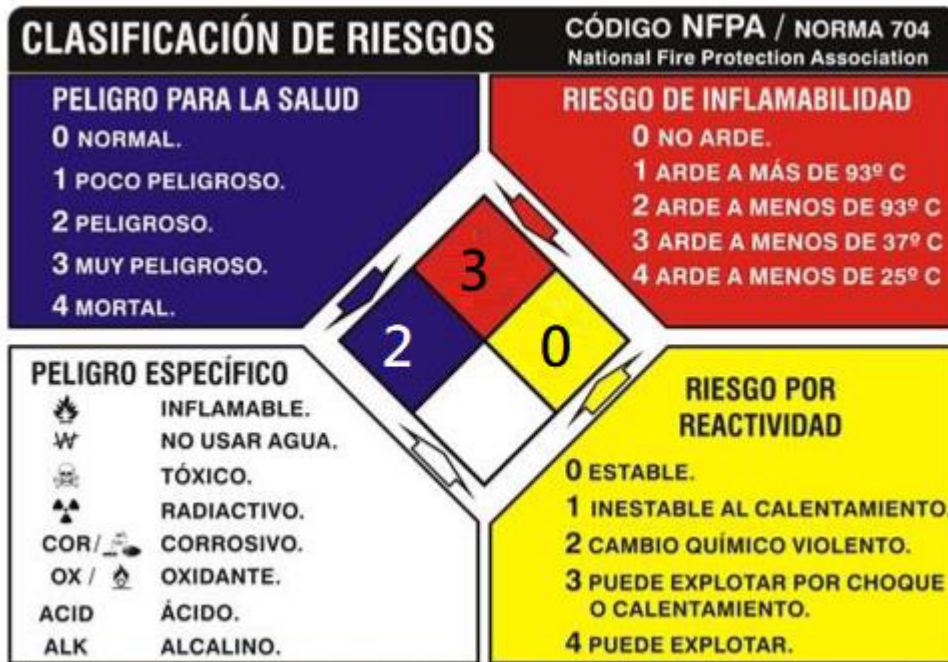 CLASIFICACIÓN DE RIESGOS
CÓDIGO NFPA / NORMA 704
National Fire Protection Association
PELIGRO PARA LA SALUD
0 NORMAL.
1 POCO PELIGROSO.
2 PELIGROSO.
3 MUY PELIGROSO.
4 MORTAL.
RIESGO DE INFLAMABILIDAD
0 NO ARDE.
1 ARDE A MÁS DE 93º C
2 ARDE A MENOS DE 93º C
3 ARDE A MENOS DE 37º C
4 ARDE A MENOS DE 25º C
3
2
0
PELIGRO ESPECÍFICO
INFLAMABLE.
W NO USAR AGUA.
TÓXICO.
RADIACTIVO.
COR/ CORROSIVO.
OX / OXIDANTE.
ACID ÁCIDO.
ALK ALCALINO.
RIESGO POR
REACTIVIDAD
0 ESTABLE.
1 INESTABLE AL CALENTAMIENTO.
2 CAMBIO QUÍMICO VIOLENTO.
3 PUEDE EXPLOTAR POR CHOQUE
O CALENTAMIENTO.
4 PUEDE EXPLOTAR.